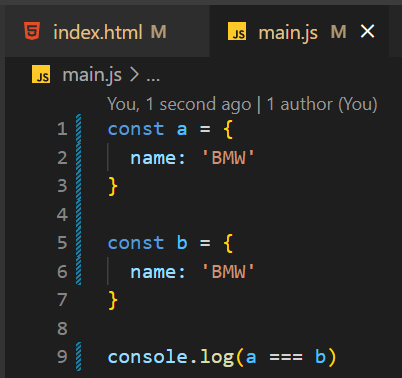 index.html M main.js M
JS main.js > ...
You, 1 second ago | 1 author (You)
1 const a = {
2 name: 'BMW'
3 }
4
5 const b = {
6 name: 'BMW'
7 }
8
9 console.log(a === b)